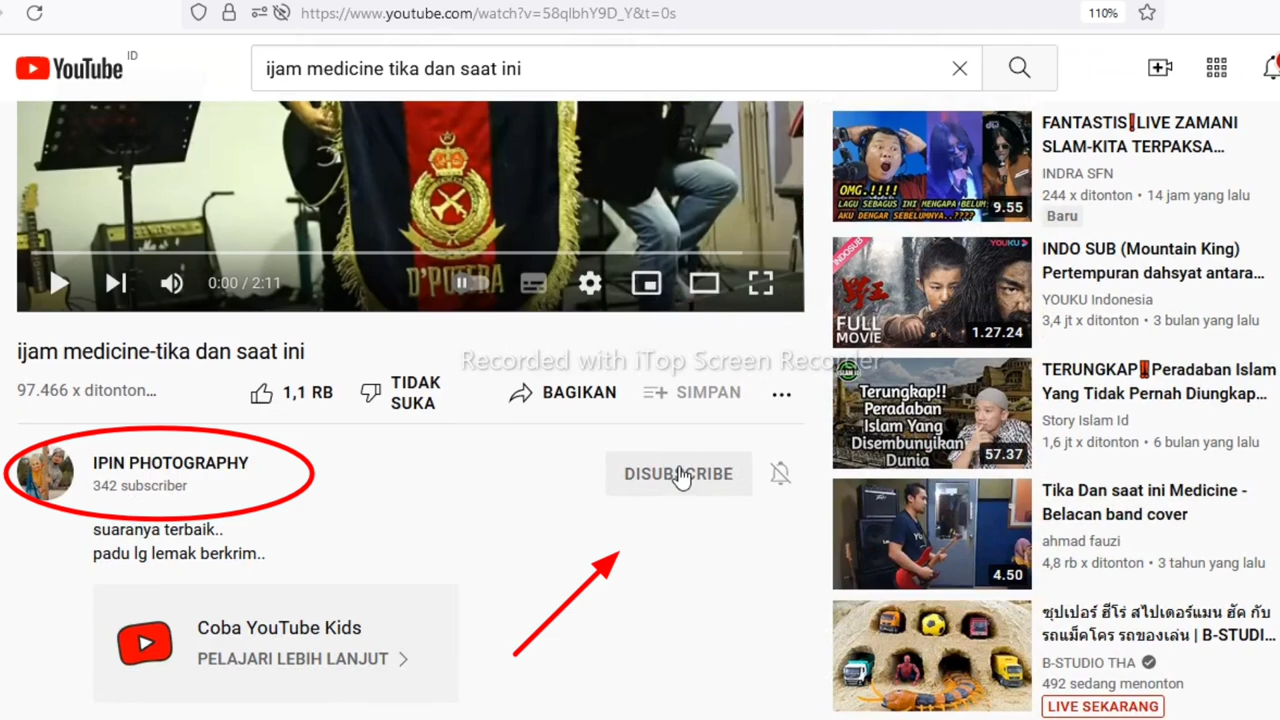 https://www.youtube.com/watch?v=58qlbhY9D_Y&t=0s
110%
YouTube ID
ijam medicine tika dan saat ini
D'PUTERA
0:00 / 2:11
ijam medicine-tika dan saat ini
Recorded with iTop Screen Recorder
97.466 x ditonton...
1,1 RB
TIDAK
SUKA
BAGIKAN
SIMPAN
IPIN PHOTOGRAPHY
342 subscriber
DISUBSCRIBE
suaranya terbaik..
padu lg lemak berkrim..
Coba YouTube Kids
PELAJARI LEBIH LANJUT
OMG.!!!!
LAGU SEBAGUS INI MENGAPA BELUM
AKU DENGAR SEBELUMNYA..????
9.55
FANTASTIS❗LIVE ZAMANI
SLAM-KITA TERPAKSA...
INDRA SFN
244 x ditonton • 14 jam yang lalu
Baru
INDOSUB
YOUKU
野王
FULL
MOVIE
1.27.24
INDO SUB (Mountain King)
Pertempuran dahsyat antara...
YOUKU Indonesia
3,4 jt x ditonton • 3 bulan yang lalu
Terungkap!!
Peradaban
Islam Yang
Disembunyikan
Dunia
57.37
TERUNGKAP‼️Peradaban Islam
Yang Tidak Pernah Diungkap...
Story Islam Id
1,6 jt x ditonton • 6 bulan yang lalu
4.50
Tika Dan saat ini Medicine -
Belacan band cover
ahmad fauzi
4,8 rb x ditonton • 3 tahun yang lalu
ซุปเปอร์ ฮีโร่ สไปเดอร์แมน ฮัค กับ
รถแม็คโคร รถของเล่น | B-STUDI...
B-STUDIO THA
492 sedang menonton
LIVE SEKARANG